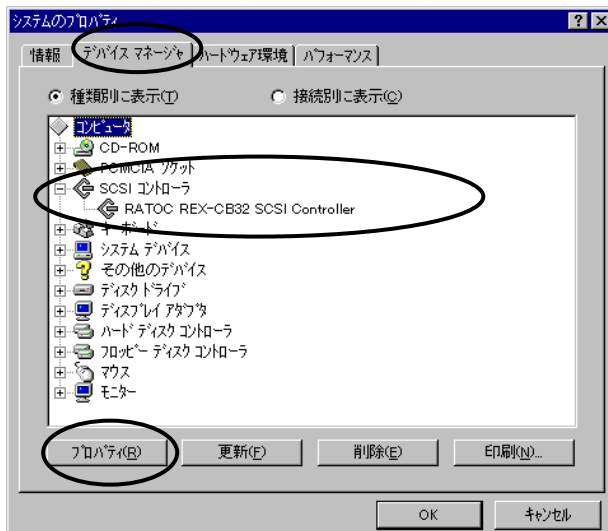 システムのプロパティ
情報 デバイス マネージャ ハードウェア環境 パフォーマンス
種類別に表示(T) 接続別に表示(C)
コンピュータ
CD-ROM
PCMCIA ソケット
SCSI コントローラ
RATOC REX-CB32 SCSI Controller
キーボード
システム デバイス
その他のデバイス
ディスク ドライブ
ディスプレイ アダプタ
ハード ディスク コントローラ
フロッピー ディスク コントローラ
マウス
モニター
プロパティ(R) 更新(F) 削除(E) 印刷(N)...
OK キャンセル